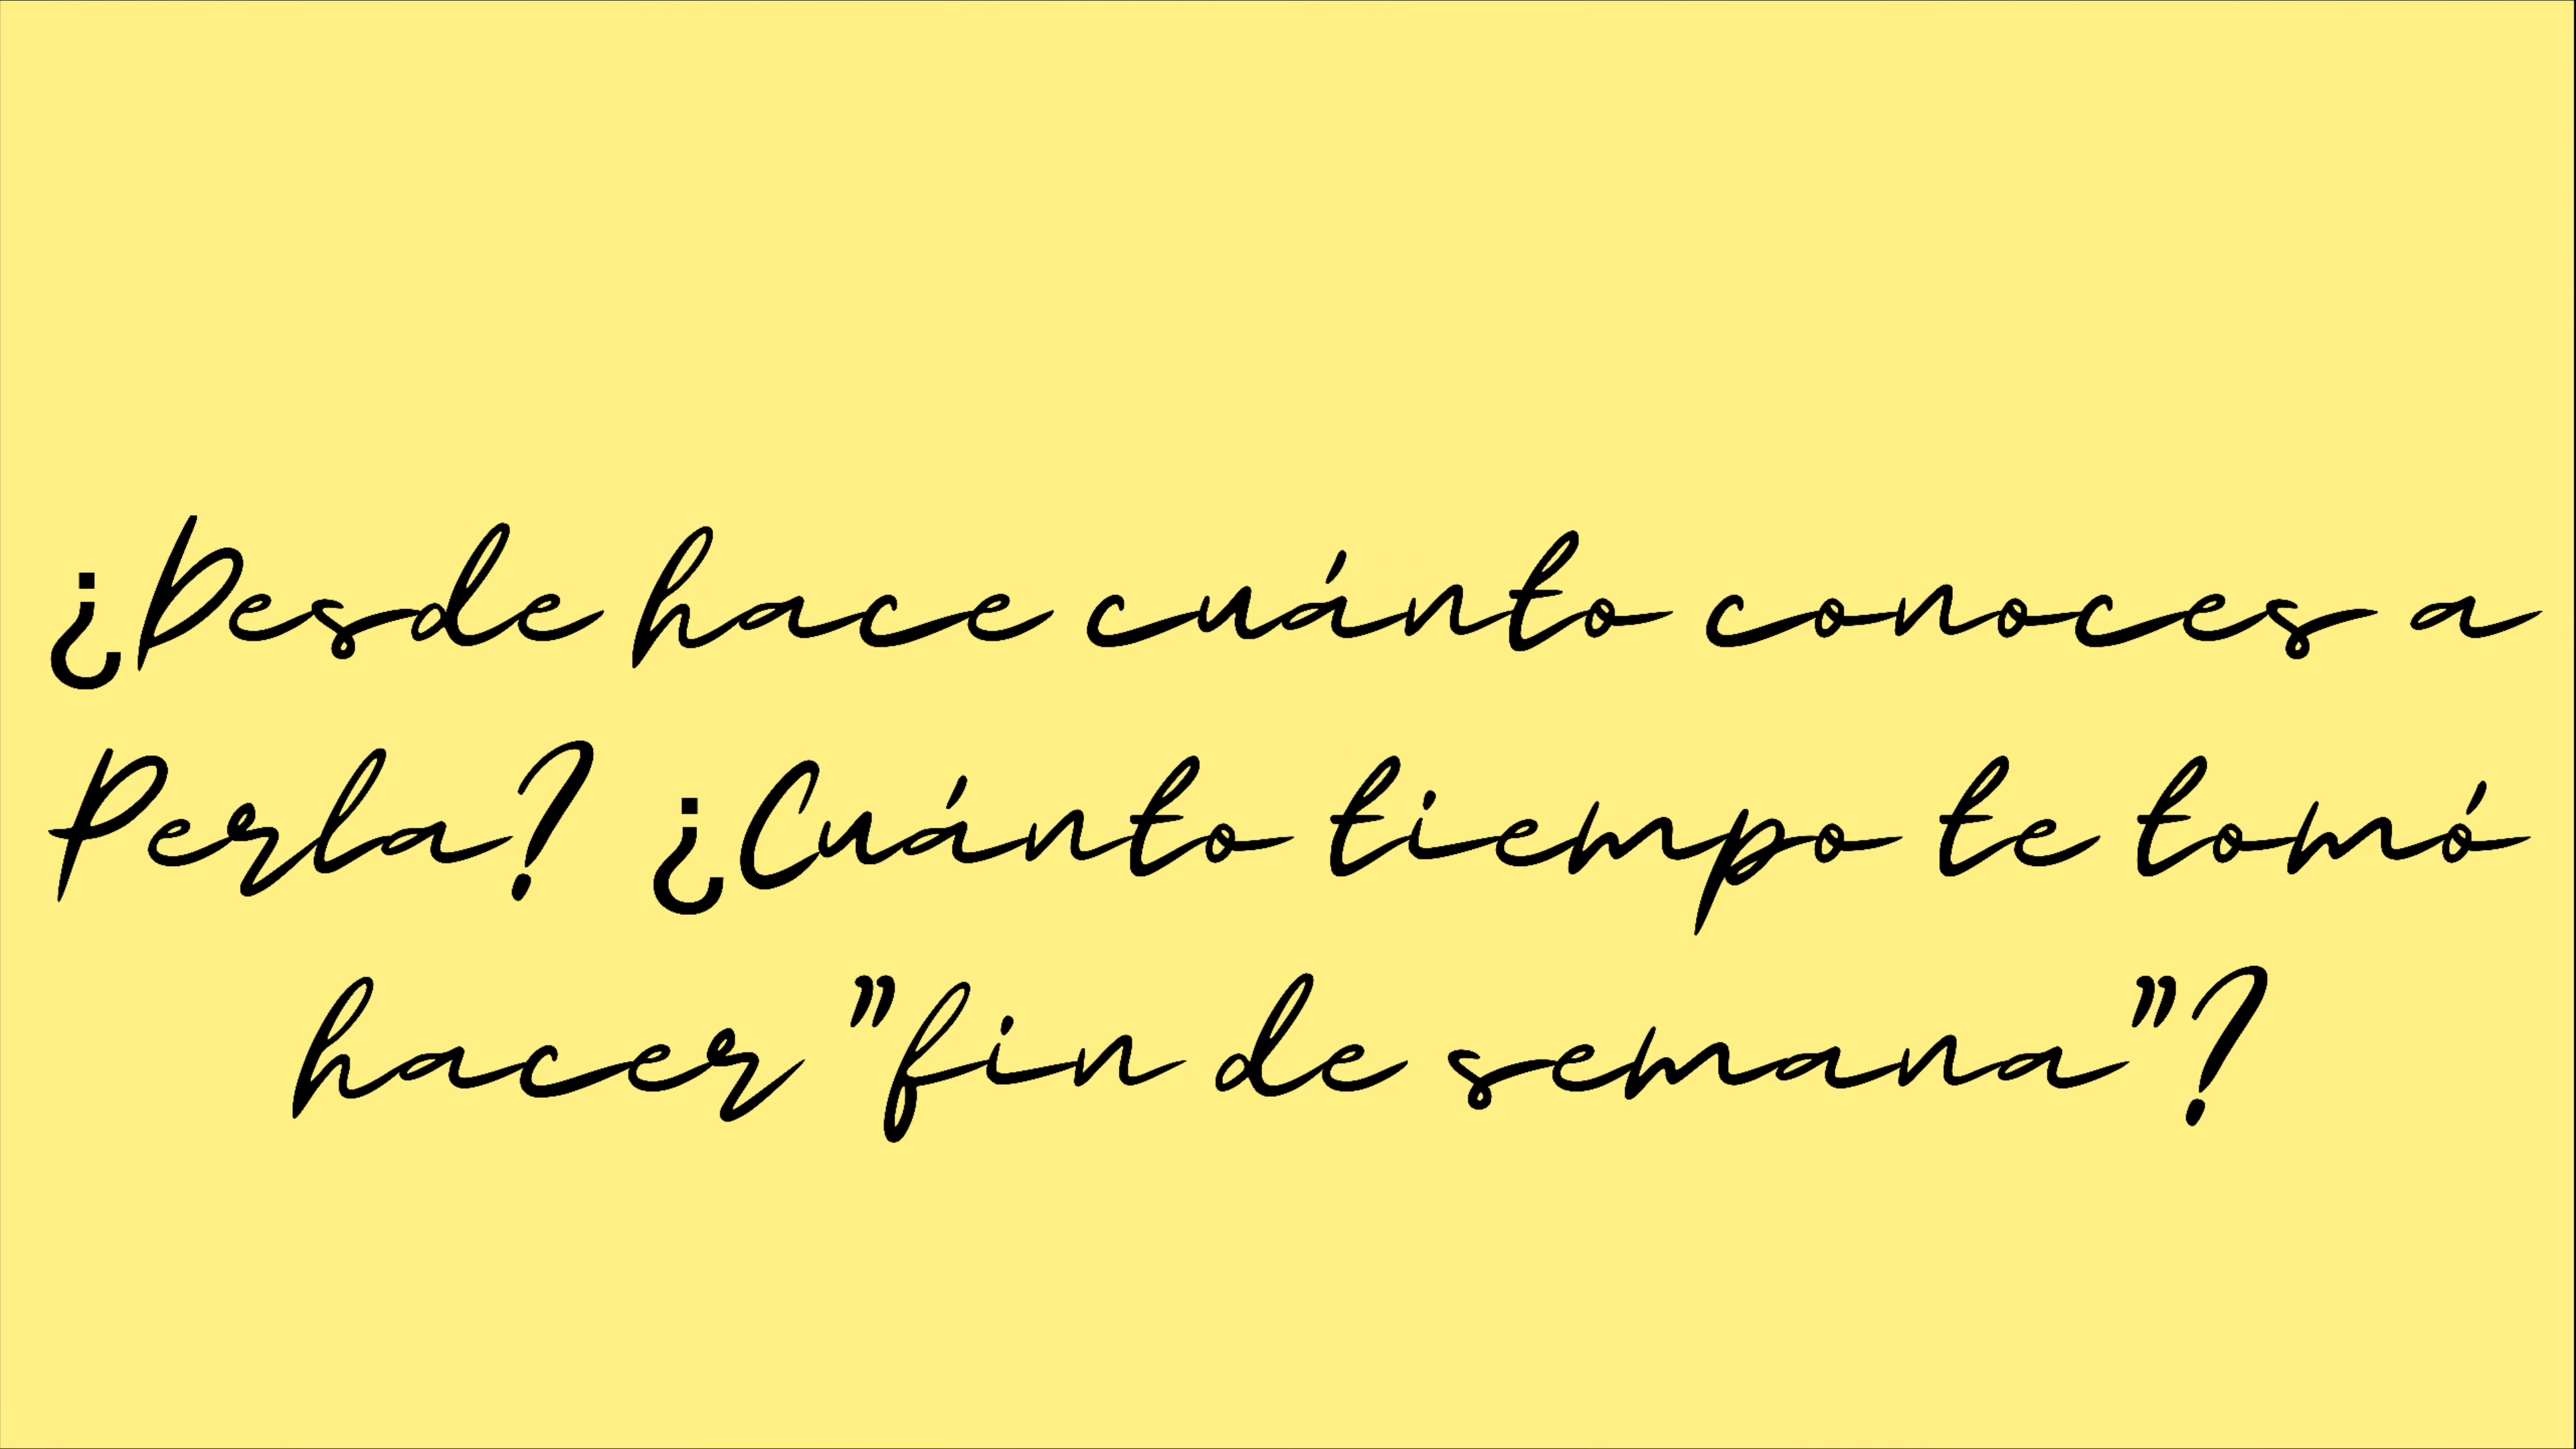 ¿Desde hace cuánto conoces a
Perla? ¿Cuánto tiempo te tomó
hacer "fin de semana"?